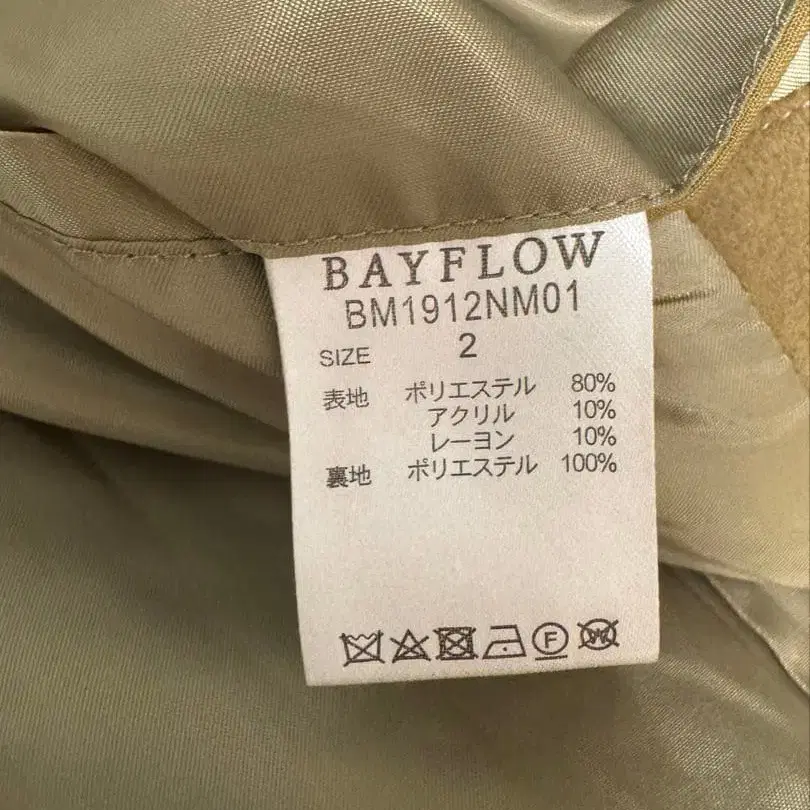 BAYFLOW
BM1912NM01
SIZE 2
表地 ポリエステル 80%
アクリル 10%
レーヨン 10%
裏地 ポリエステル 100%
F W